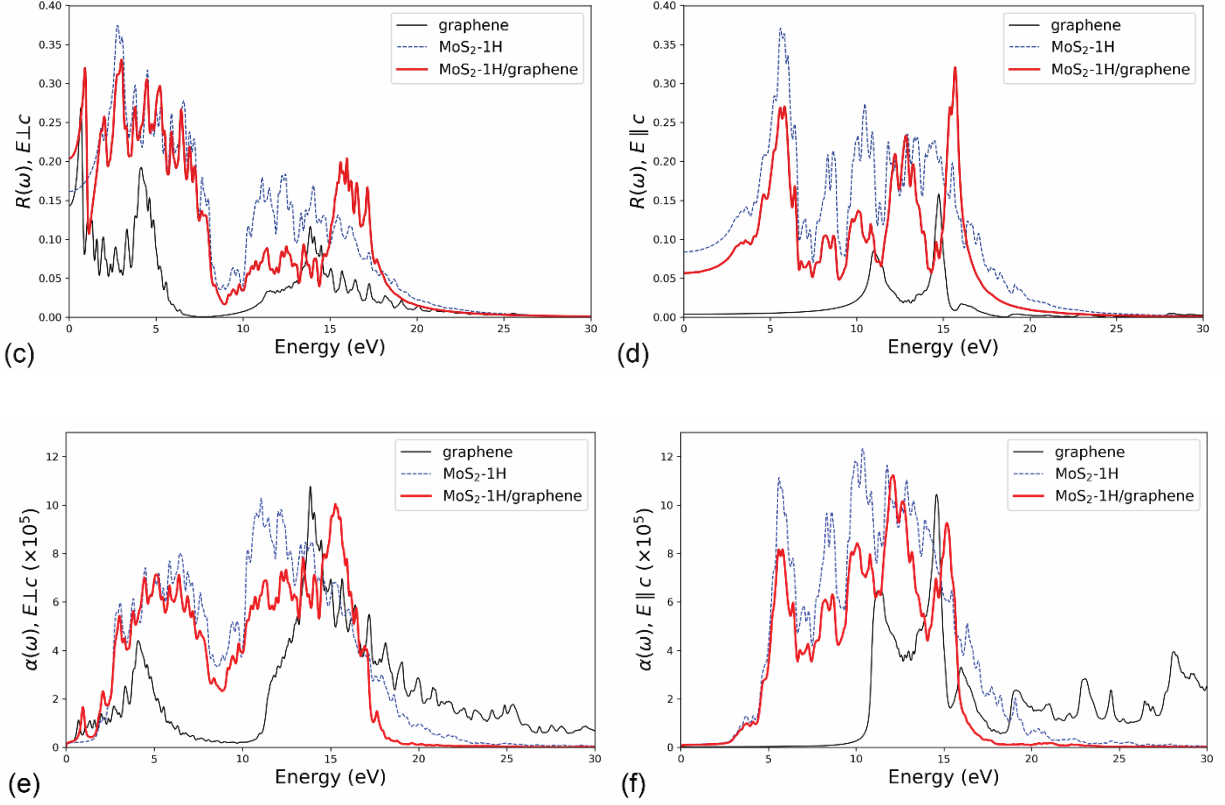 0.40
0.35
0.30
0.25
0.20
0.15
0.10
0.05
0.00
R(ω), E⊥c
graphene
MoS₂-1H
MoS₂-1H/graphene
0 5 10 15 20 25 30
Energy (eV)
(c)
0.40
0.35
0.30
0.25
0.20
0.15
0.10
0.05
0.00
R(ω), E ∥ c
graphene
MoS₂-1H
MoS₂-1H/graphene
0 5 10 15 20 25 30
Energy (eV)
(d)
12
10
8
6
4
2
0
α(ω), E⊥c (×10⁵)
graphene
MoS₂-1H
MoS₂-1H/graphene
0 5 10 15 20 25 30
Energy (eV)
(e)
12
10
8
6
4
2
0
α(ω), E ∥ c (×10⁵)
graphene
MoS₂-1H
MoS₂-1H/graphene
0 5 10 15 20 25 30
Energy (eV)
(f)